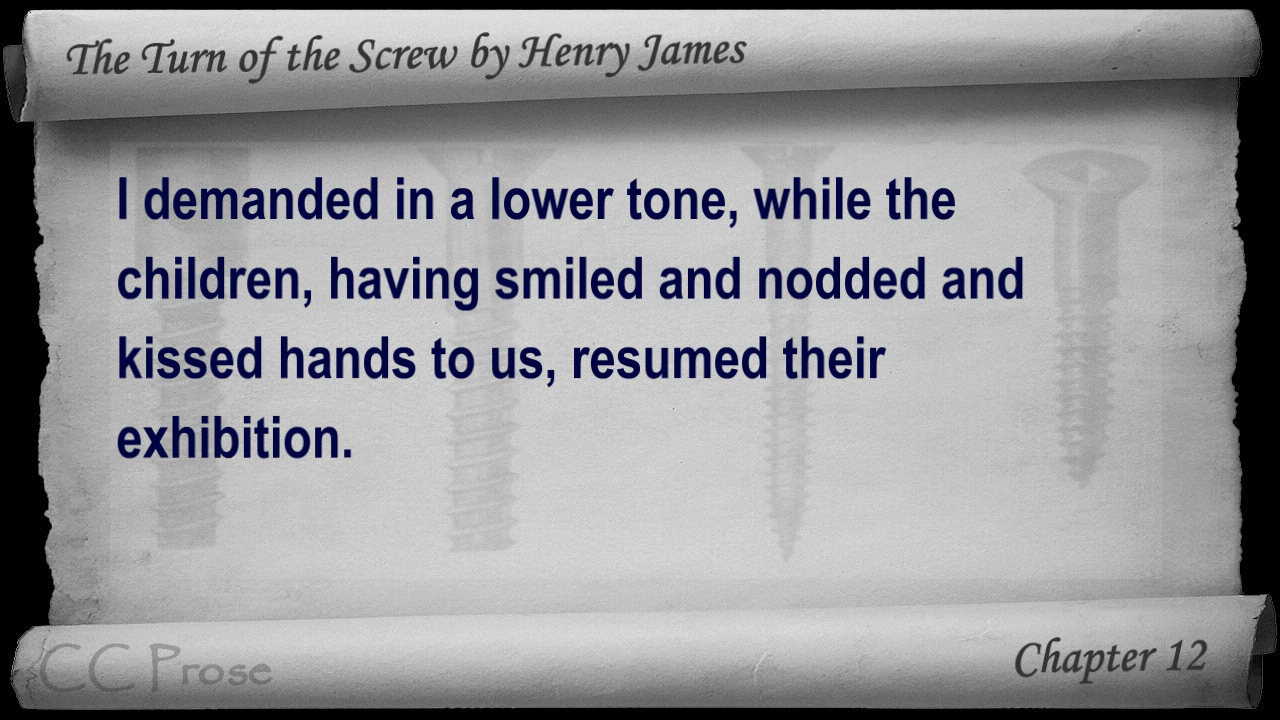 The Turn of the Screw by Henry James
I demanded in a lower tone, while the
children, having smiled and nodded and
kissed hands to us, resumed their
exhibition.
CC Prose
Chapter 12